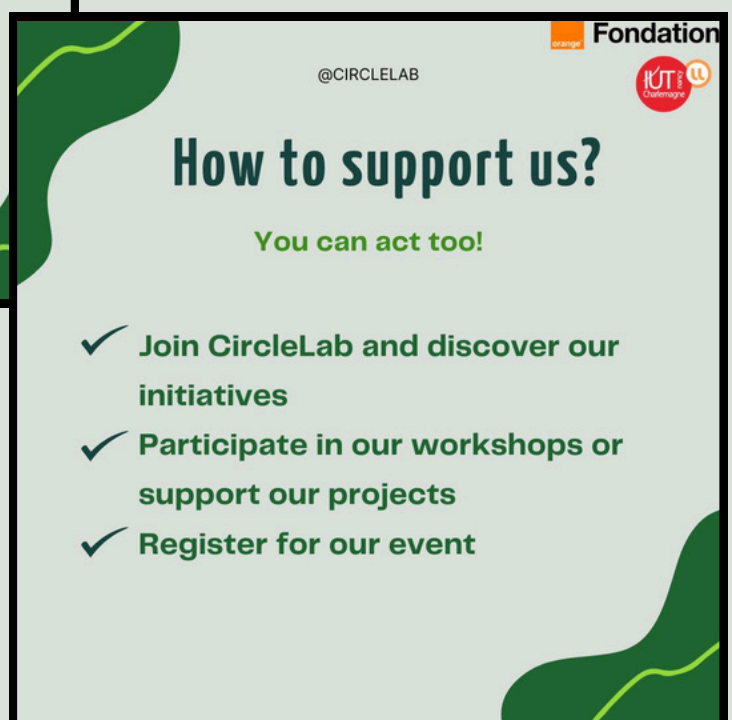 orange
Fondation
@CIRCLELAB
IUT
nancy
Charlemagne
u
How to support us?
You can act too!
Join CircleLab and discover our
initiatives
Participate in our workshops or
support our projects
Register for our event